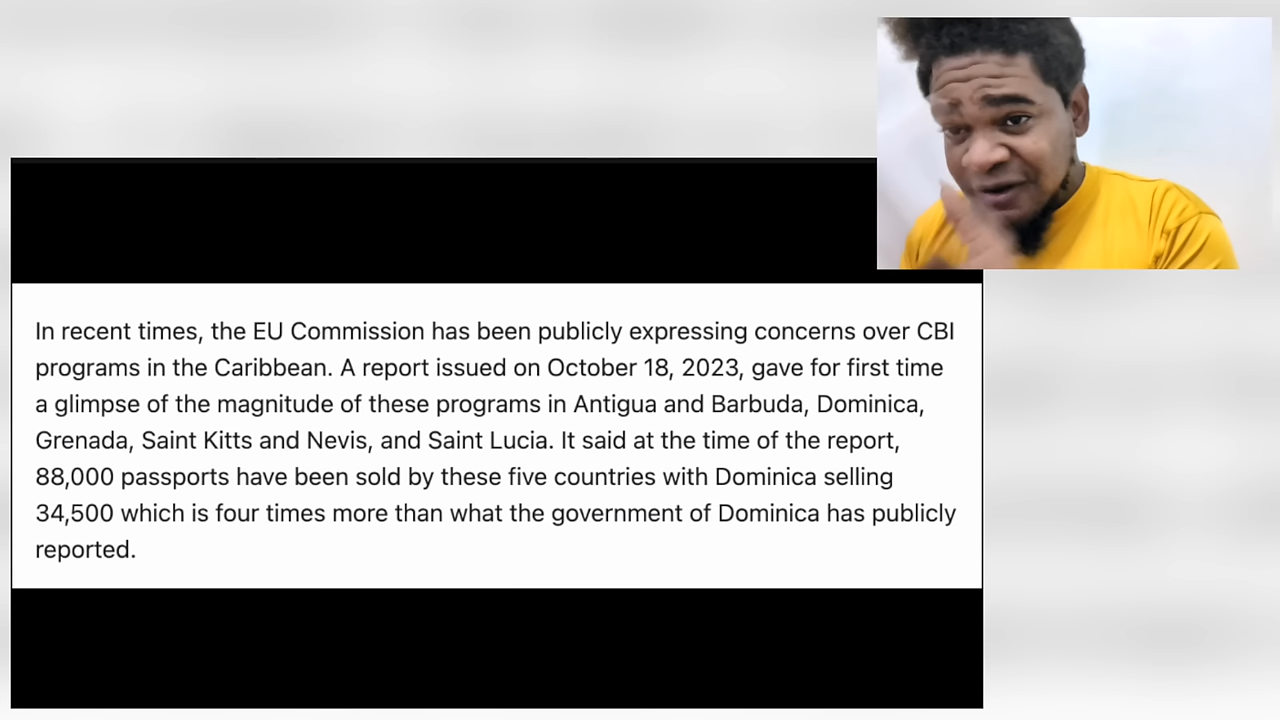 In recent times, the EU Commission has been publicly expressing concerns over CBI
programs in the Caribbean. A report issued on October 18, 2023, gave for first time
a glimpse of the magnitude of these programs in Antigua and Barbuda, Dominica,
Grenada, Saint Kitts and Nevis, and Saint Lucia. It said at the time of the report,
88,000 passports have been sold by these five countries with Dominica selling
34,500 which is four times more than what the government of Dominica has publicly
reported.